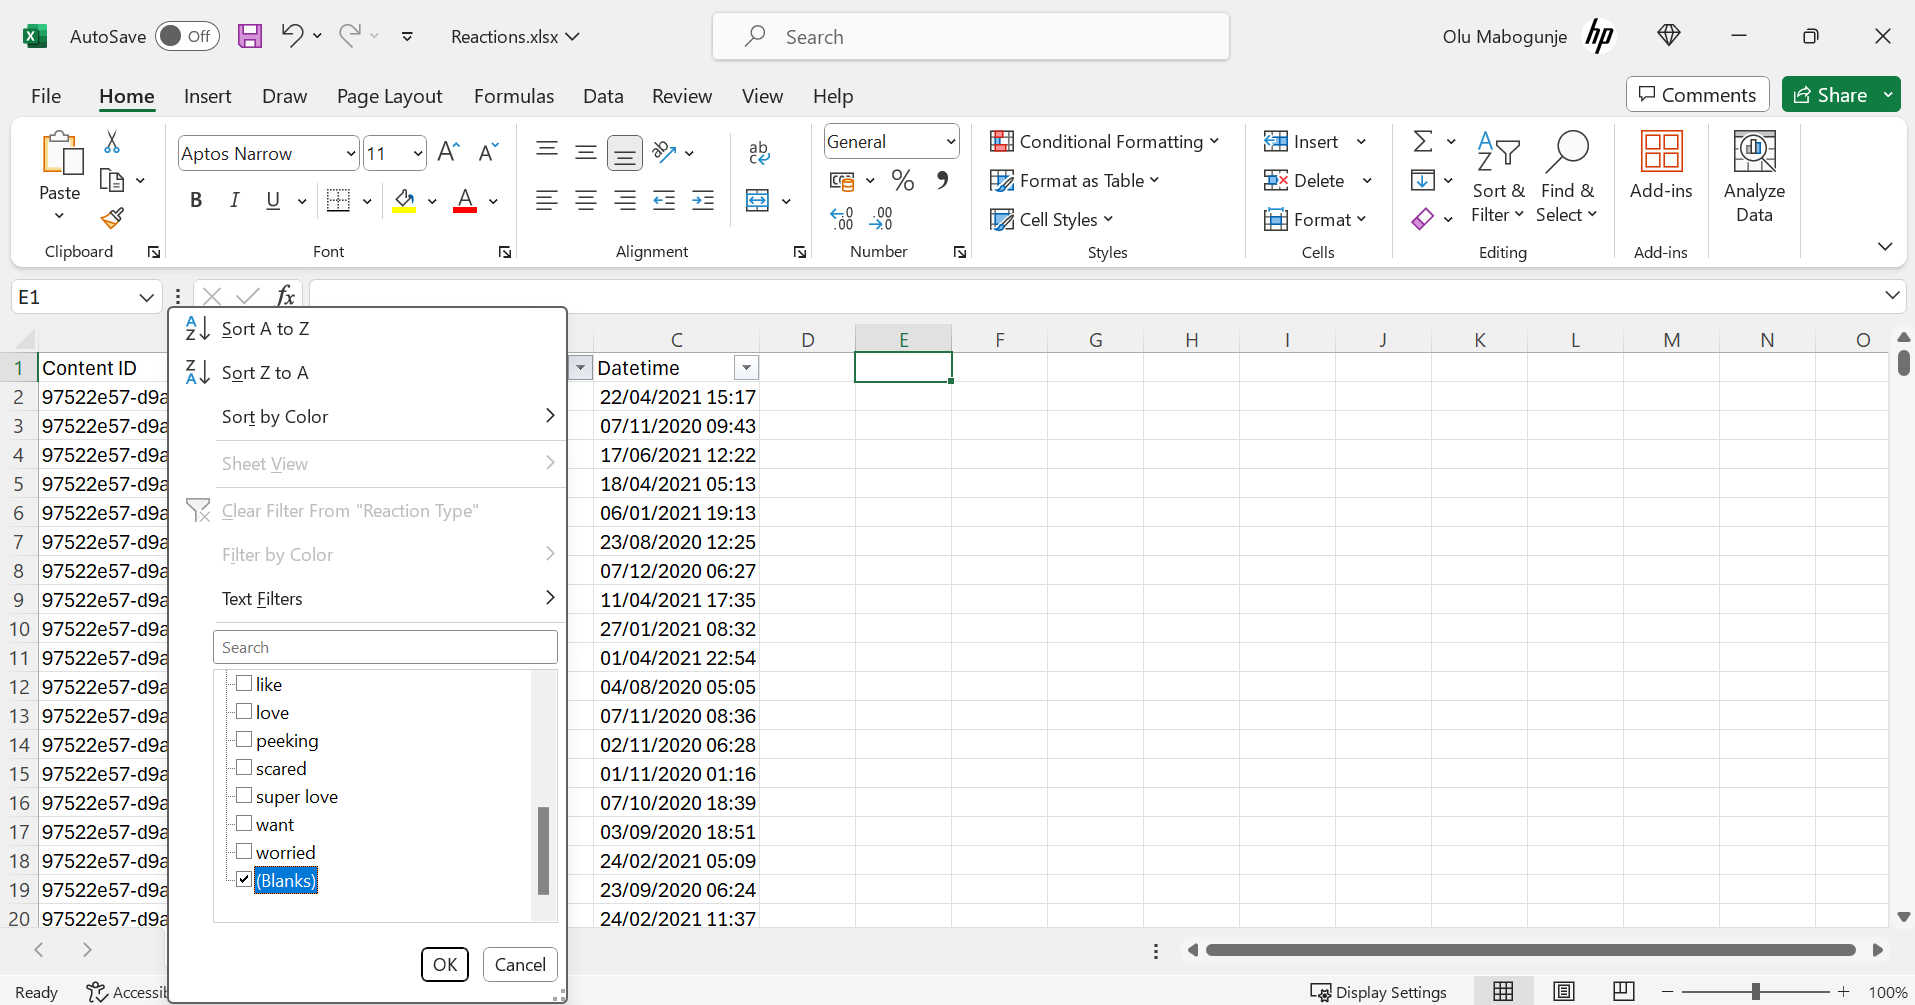 AutoSave Off Reactions.xlsx Search Olu Mabogunje hp
File Home Insert Draw Page Layout Formulas Data Review View Help Comments Share
Paste
Clipboard
Aptos Narrow 11
B I U A
Font
ab
Alignment
General
% 9
Number
Conditional Formatting
Format as Table
Cell Styles
Styles
Insert
Delete
Format
Cells
Sort &
Filter
Find &
Select
Editing
Add-ins
Add-ins
Analyze
Data
E1 fx
C D E F G H I J K L M N O
Sort A to Z
Sort Z to A
Sort by Color
Sheet View
Clear Filter From "Reaction Type"
Filter by Color
Text Filters
Search
like
love
peeking
scared
super love
want
worried
(Blanks)
OK Cancel
1 Content ID Datetime
2 97522e57-d9a 22/04/2021 15:17
3 97522e57-d9a 07/11/2020 09:43
4 97522e57-d9a 17/06/2021 12:22
5 97522e57-d9a 18/04/2021 05:13
6 97522e57-d9a 06/01/2021 19:13
7 97522e57-d9a 23/08/2020 12:25
8 97522e57-d9a 07/12/2020 06:27
9 97522e57-d9a 11/04/2021 17:35
10 97522e57-d9a 27/01/2021 08:32
11 97522e57-d9a 01/04/2021 22:54
12 97522e57-d9a 04/08/2020 05:05
13 97522e57-d9a 07/11/2020 08:36
14 97522e57-d9a 02/11/2020 06:28
15 97522e57-d9a 01/11/2020 01:16
16 97522e57-d9a 07/10/2020 18:39
17 97522e57-d9a 03/09/2020 18:51
18 97522e57-d9a 24/02/2021 05:09
19 97522e57-d9a 23/09/2020 06:24
20 97522e57-d9a 24/02/2021 11:37
Ready Accessib Display Settings 100%